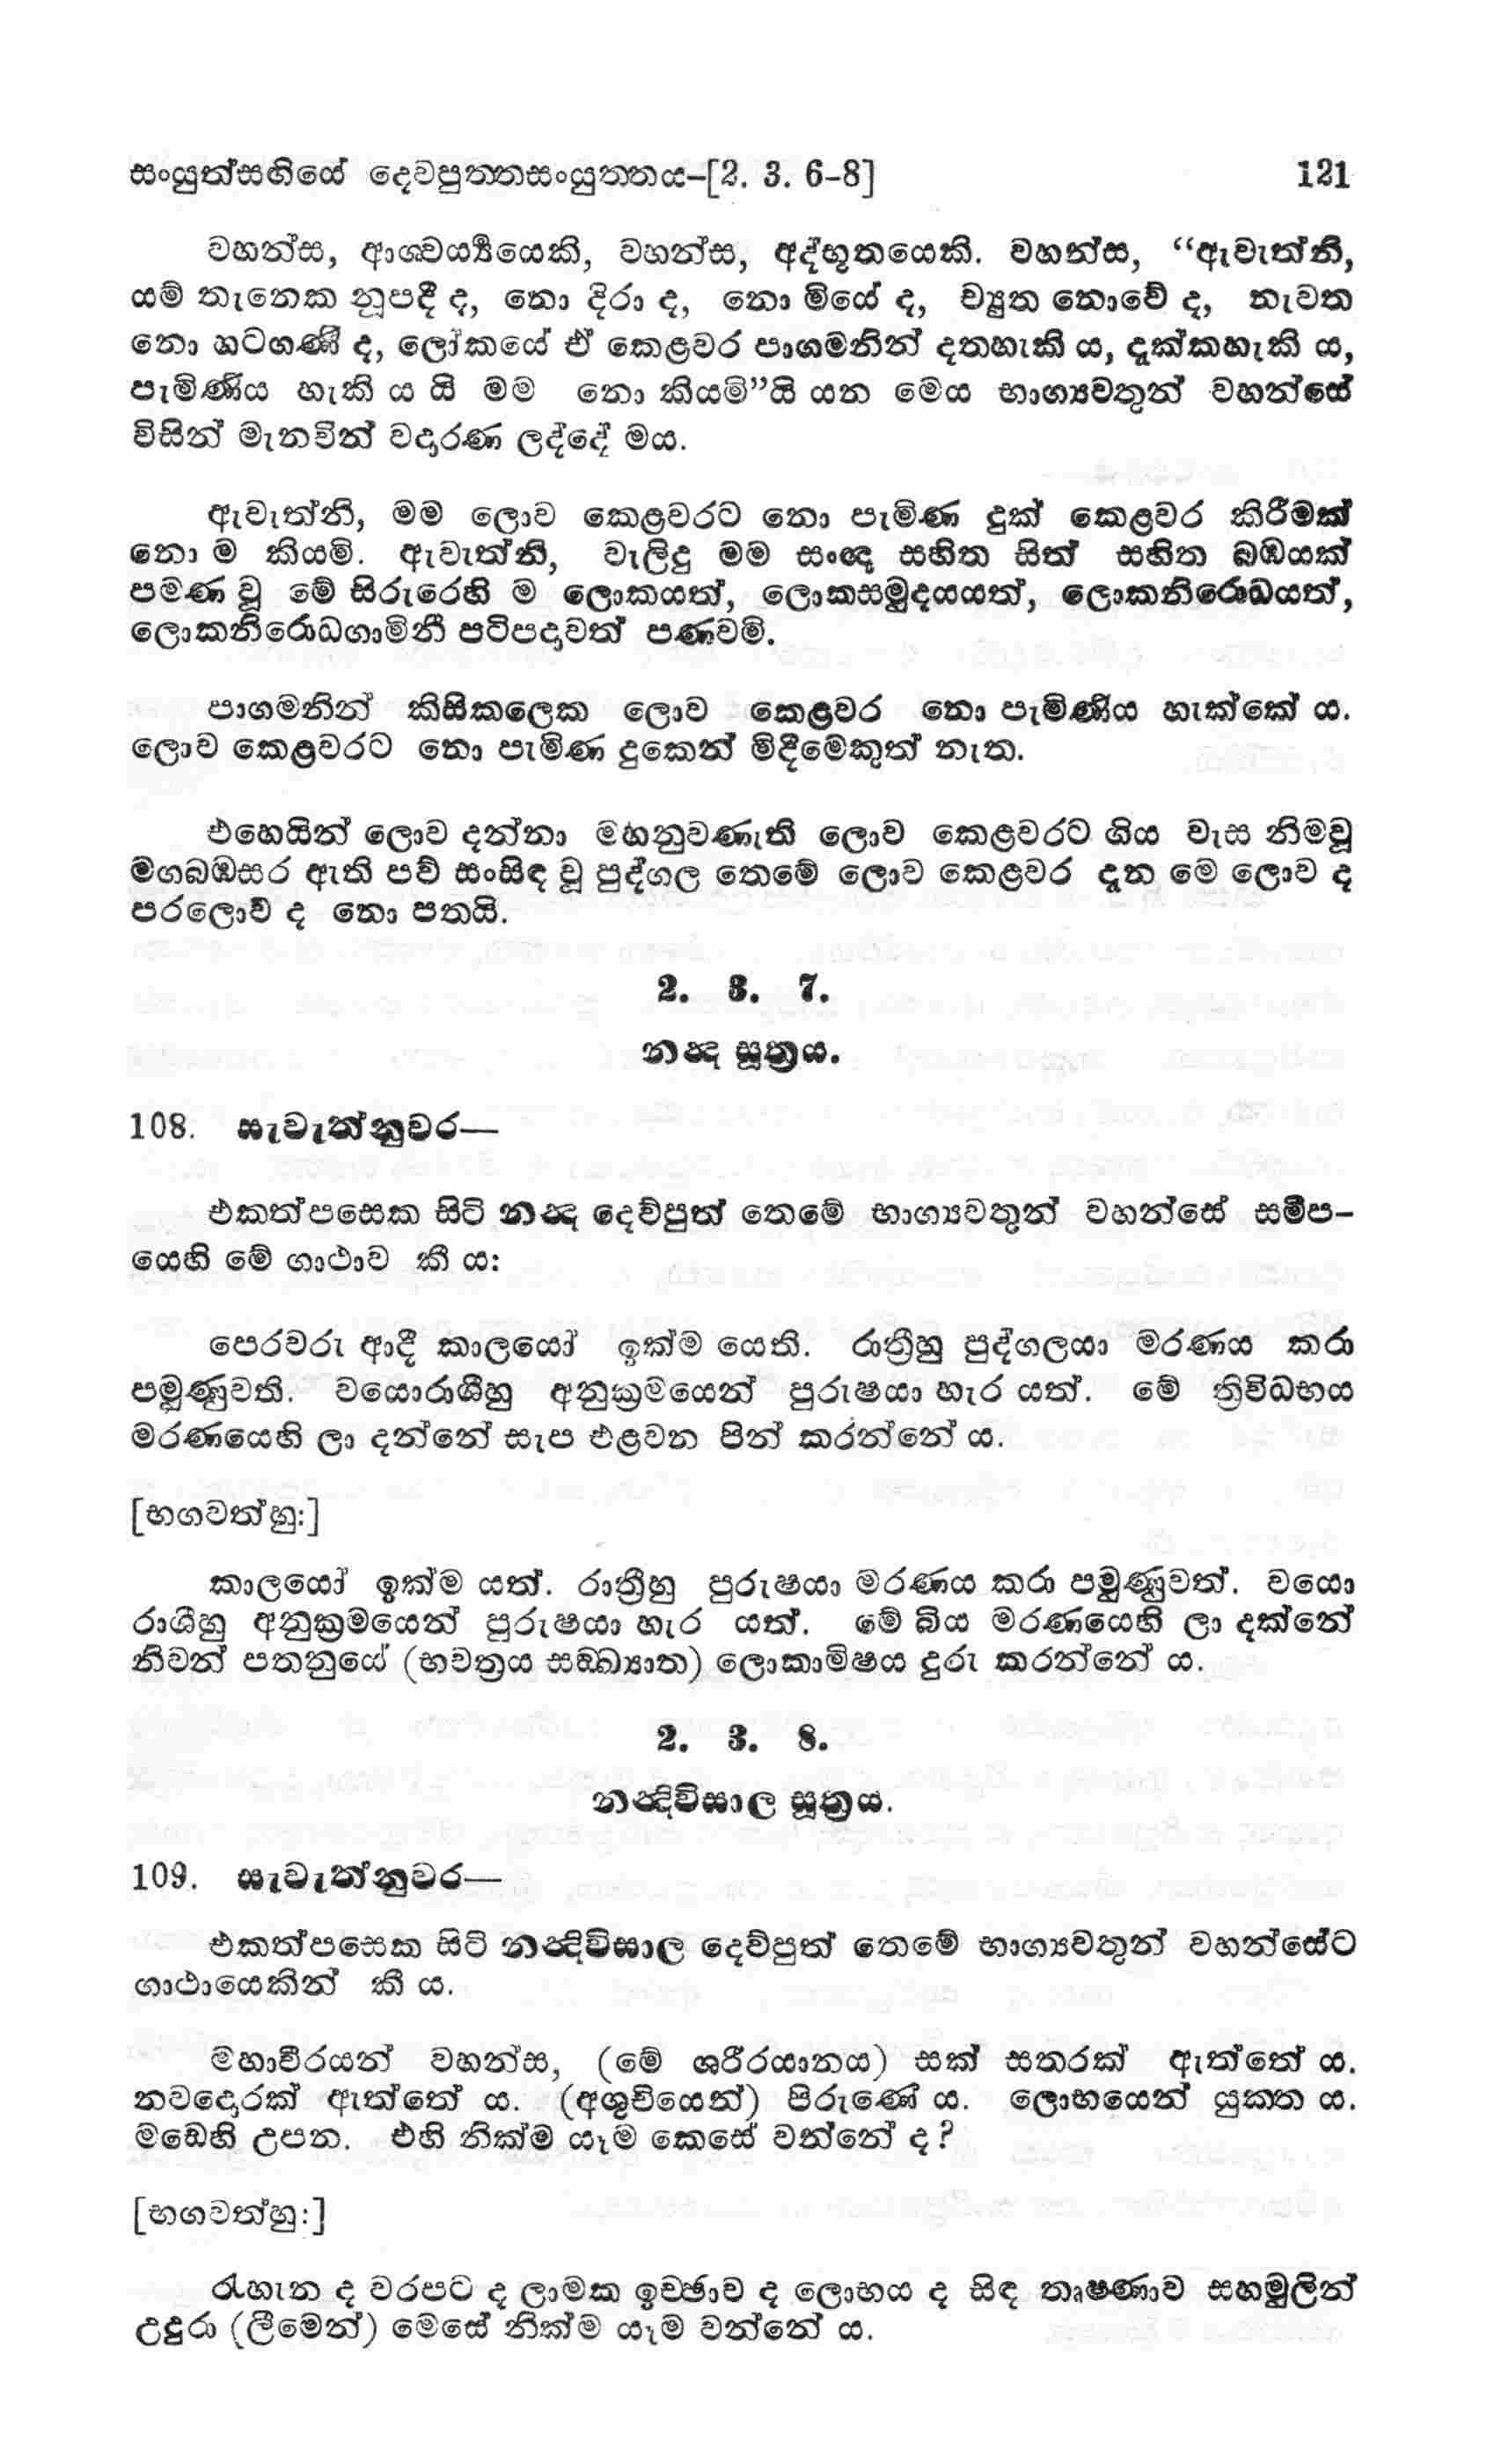 සංයුත්සඟියේ දෙවපුත්තසංයුත්තය–[2. 3. 6–8] 121
වහන්ස, ආශ්චර්‍ය්‍යයෙකි, වහන්ස, අද්භූතයෙකි. වහන්ස, “ඇවැත්නි,
යම් තැනෙක නූපදී ද, නො දිරා ද, නො මියේ ද, ච්‍යුත නොවේ ද, නැවත
නො හටගණී ද, ලෝකයේ ඒ කෙළවර පාගමනින් දතහැකි ය, දැක්කහැකි ය,
පැමිණිය හැකි ය යි මම නො කියමි”යි යන මෙය භාග්‍යවතුන් වහන්සේ
විසින් මැනවින් වදාරණ ලද්දේ මය.
ඇවැත්නි, මම ලොව කෙළවරට නො පැමිණ දුක් කෙළවර කිරීමක්
නො ම කියමි. ඇවැත්නි, වැලිදු මම සංඥා සහිත සිත් සහිත බඹයක්
පමණ වූ මේ සිරුරෙහි ම ලොකයත්, ලොකසමුදයයත්, ලොකනිරොධයත්,
ලොකනිරොධගාමිනී පටිපදාවත් පණවමි.
පාගමනින් කිසිකලෙක ලොව කෙළවර නො පැමිණිය හැක්කේ ය.
ලොව කෙළවරට නො පැමිණ දුකෙන් මිදීමෙකුත් නැත.
එහෙයින් ලොව දන්නා මහනුවණැති ලොව කෙළවරට ගිය වැස නිමවූ
මගබඹසර ඇති පව් සංසිඳ වූ පුද්ගල තෙමේ ලොව කෙළවර දැන මෙ ලොව ද
පරලොව් ද නො පතයි.
2. 3. 7.
නන්‍ද සූත්‍රය.
108. සැවැත්නුවර—
එකත්පසෙක සිටි නන්‍ද දෙව්පුත් තෙමේ භාග්‍යවතුන් වහන්සේ සමීප–
යෙහි මේ ගාථාව කී ය:
පෙරවරු ආදී කාලයෝ ඉක්ම යෙති. රාත්‍රීහු පුද්ගලයා මරණය කරා
පමුණුවති. වයොරාශීහු අනුක්‍රමයෙන් පුරුෂයා හැර යත්. මේ ත්‍රිවිධභය
මරණයෙහි ලා දන්නේ සැප එළවන පින් කරන්නේ ය.
[භගවත්හු:]
කාලයෝ ඉක්ම යත්. රාත්‍රීහු පුරුෂයා මරණය කරා පමුණුවත්. වයො
රාශීහු අනුක්‍රමයෙන් පුරුෂයා හැර යත්. මේ බිය මරණයෙහි ලා දක්නේ
නිවන් පතනුයේ (භවත්‍රය සඞ්ඛ්‍යාත) ලොකාමිෂය දුරු කරන්නේ ය.
2. 3. 8.
නන්‍දිවිසාල සූත්‍රය.
109. සැවැත්නුවර—
එකත්පසෙක සිටි නන්‍දිවිසාල දෙව්පුත් තෙමේ භාග්‍යවතුන් වහන්සේට
ගාථායෙකින් කී ය.
මහාවීරයන් වහන්ස, (මේ ශරීරයානය) සක් සතරක් ඇත්තේ ය.
නවදොරක් ඇත්තේ ය. (අශුචියෙන්) පිරුණේ ය. ලොභයෙන් යුක්ත ය.
මඩෙහි උපන. එහි නික්ම යෑම කෙසේ වන්නේ ද?
[භගවත්හු:]
රැහැන ද වරපට ද ලාමක ඉච්ඡාව ද ලොභය ද සිඳ තෘෂ්ණාව සහමුලින්
උදුරා (ලීමෙන්) මෙසේ නික්ම යෑම වන්නේ ය.